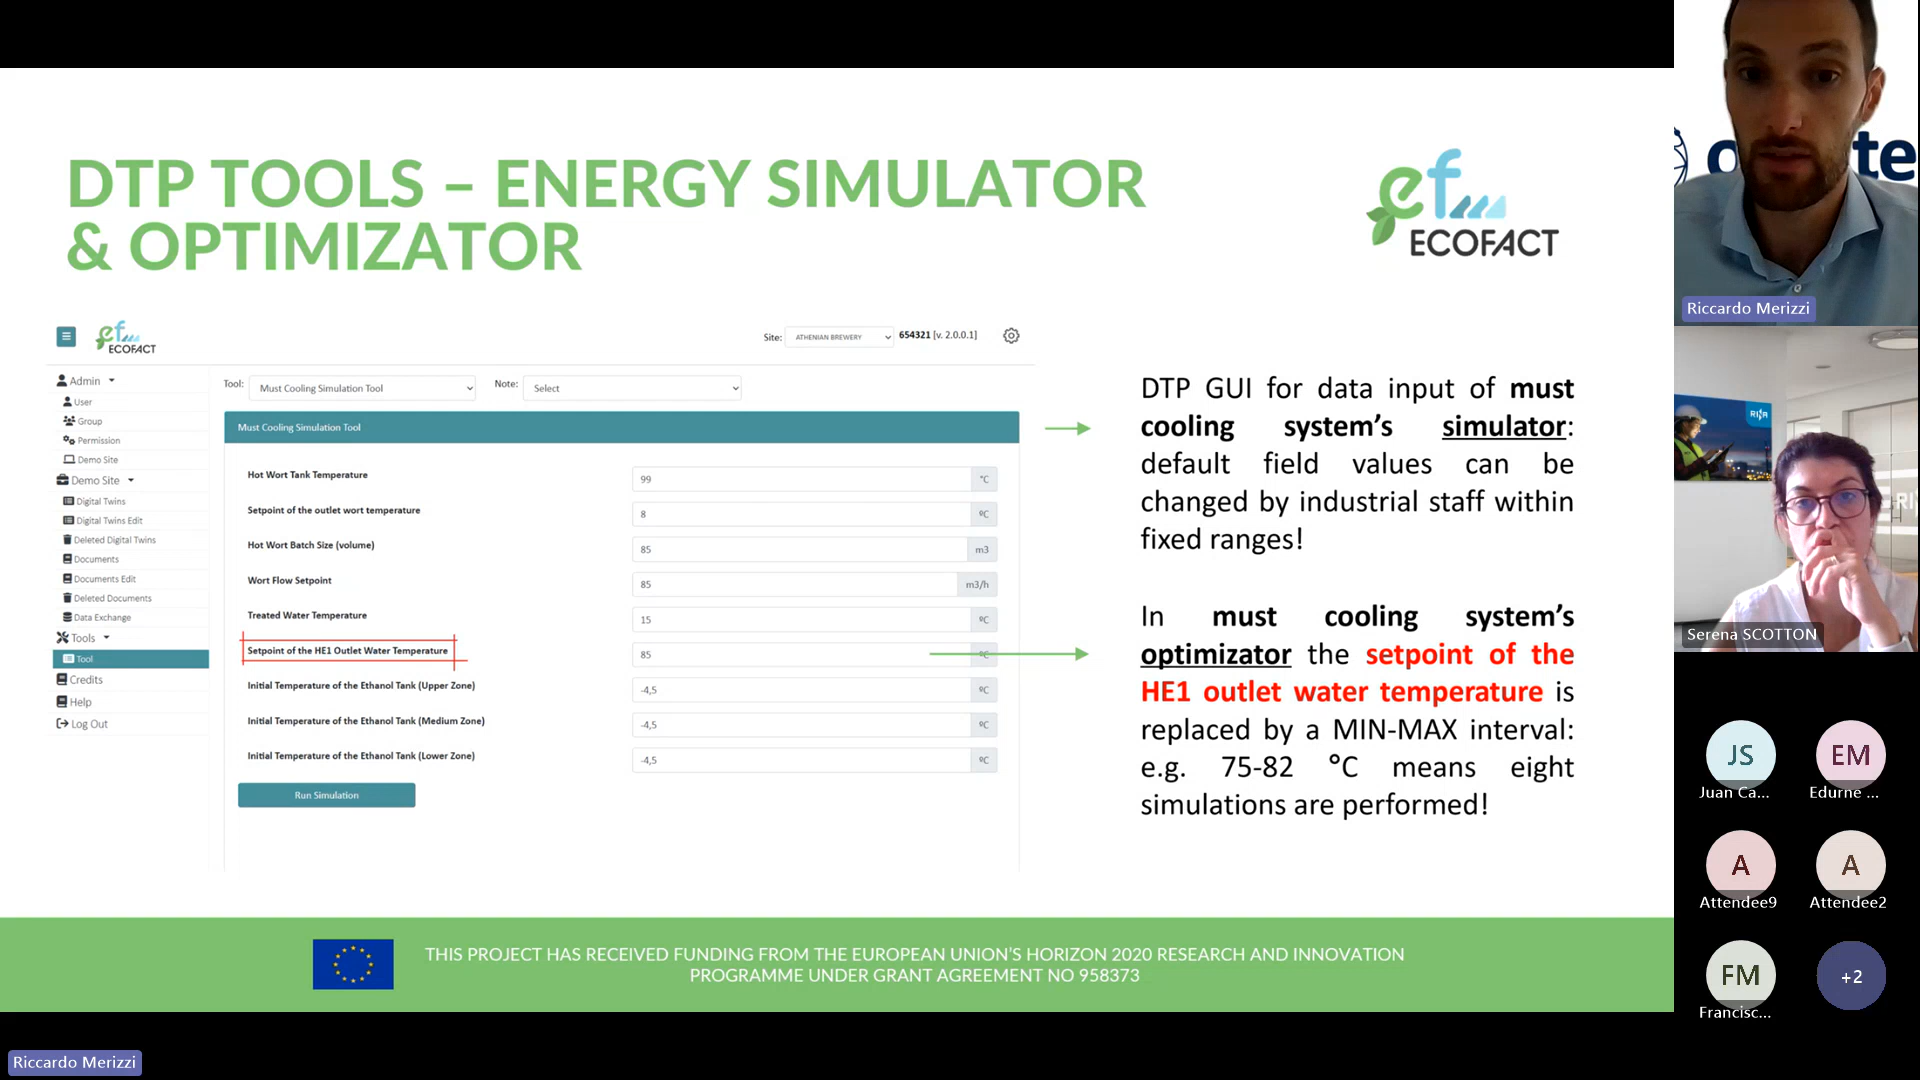 DTP TOOLS – ENERGY SIMULATOR
& OPTIMIZATOR
ef
ECOFACT
ef
ECOFACT
Site:
ATHENIAN BREWERY
654321 [v. 2.0.0.1]
Admin
User
Group
Permission
Demo Site
Demo Site
Digital Twins
Digital Twins Edit
Deleted Digital Twins
Documents
Documents Edit
Deleted Documents
Data Exchange
Tools
Tool
Credits
Help
Log Out
Tool:
Must Cooling Simulation Tool
Note:
Select
Must Cooling Simulation Tool
Hot Wort Tank Temperature
99
°C
Setpoint of the outlet wort temperature
8
ºC
Hot Wort Batch Size (volume)
85
m3
Wort Flow Setpoint
85
m3/h
Treated Water Temperature
15
ºC
Setpoint of the HE1 Outlet Water Temperature
85
ºC
Initial Temperature of the Ethanol Tank (Upper Zone)
-4,5
ºC
Initial Temperature of the Ethanol Tank (Medium Zone)
-4,5
ºC
Initial Temperature of the Ethanol Tank (Lower Zone)
-4,5
ºC
Run Simulation
DTP GUI for data input of must
cooling system’s simulator:
default field values can be
changed by industrial staff within
fixed ranges!
In must cooling system’s
optimizator the setpoint of the
HE1 outlet water temperature is
replaced by a MIN-MAX interval:
e.g. 75-82 °C means eight
simulations are performed!
THIS PROJECT HAS RECEIVED FUNDING FROM THE EUROPEAN UNION’S HORIZON 2020 RESEARCH AND INNOVATION
PROGRAMME UNDER GRANT AGREEMENT NO 958373
Riccardo Merizzi
Riccardo Merizzi
RINA
Serena SCOTTON
JS
Juan Ca...
EM
Edurne ...
A
Attendee9
A
Attendee2
FM
Francisc...
+2